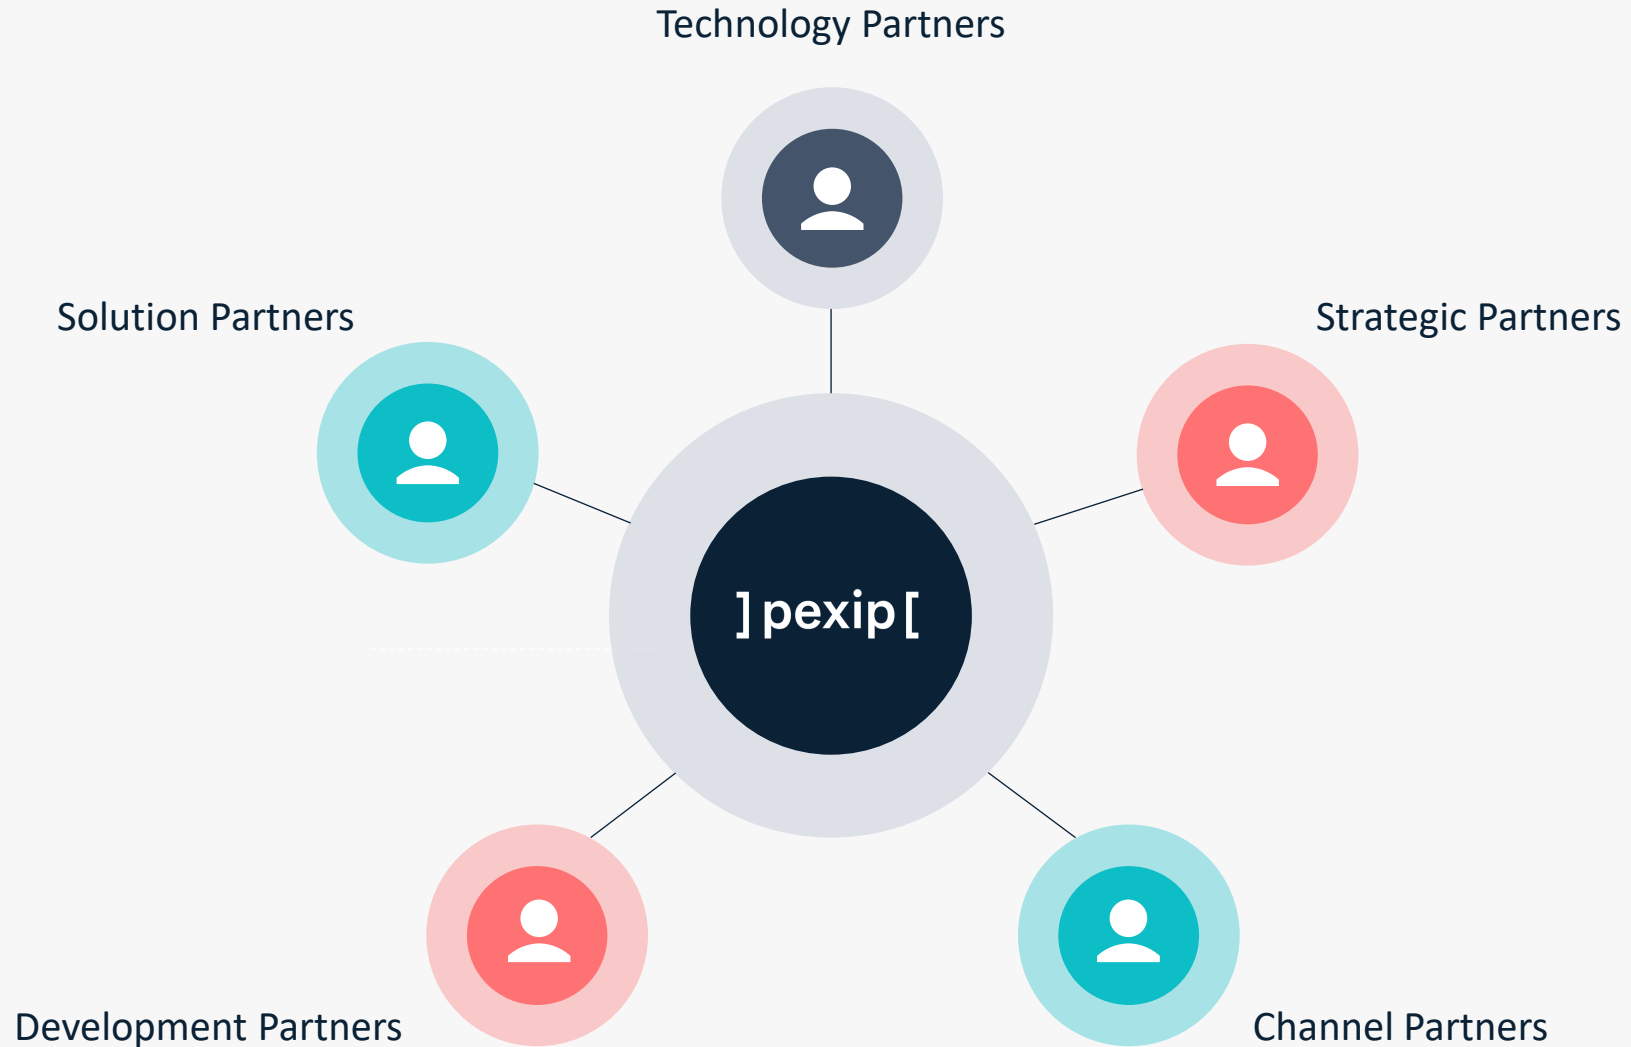 Technology Partners
Solution Partners
Strategic Partners
]pexip[
Development Partners
Channel Partners